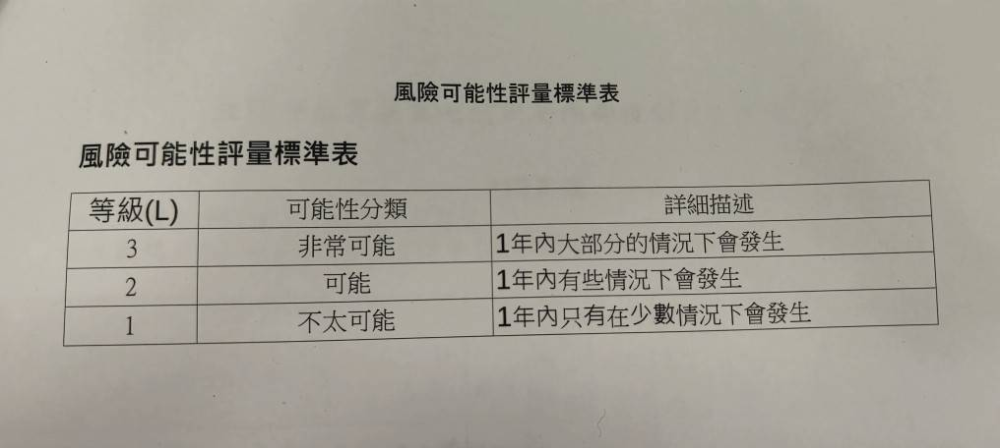 風險可能性評量標準表
風險可能性評量標準表
等級(L) 可能性分類 詳細描述
3 非常可能 1年內大部分的情況下會發生
2 可能 1年內有些情況下會發生
1 不太可能 1年內只有在少數情況下會發生